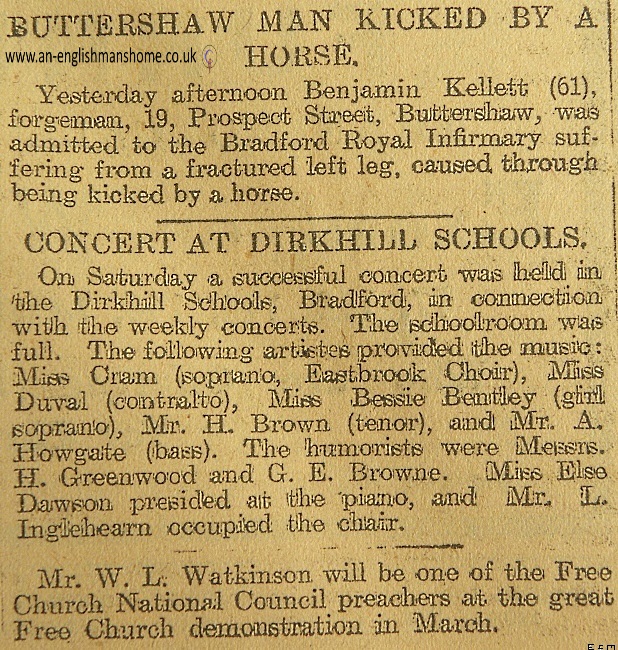 BUTTERSHAW MAN KICKED BY A
HORSE.
www.an-englishmanshome.co.uk
Yesterday afternoon Benjamin Kellett (61),
forgeman, 19, Prospect Street, Buttershaw, was
admitted to the Bradford Royal Infirmary suf-
fering from a fractured left leg, caused through
being kicked by a horse.
CONCERT AT DIRKHILL SCHOOLS.
On Saturday a successful concert was held in
the Dirkhill Schools, Bradford, in connection
with the weekly concerts. The schoolroom was
full. The following artistes provided the music:
Miss Cram (soprano, Eastbrook Choir), Miss
Duval (contralto), Miss Bessie Bentley (girl
soprano), Mr. H. Brown (tenor), and Mr. A.
Howgate (bass). The humorists were Messrs.
H. Greenwood and G. E. Browne. Miss Else
Dawson presided at the piano, and Mr. L.
Inglehearn occupied the chair.
Mr. W. L. Watkinson will be one of the Free
Church National Council preachers at the great
Free Church demonstration in March.